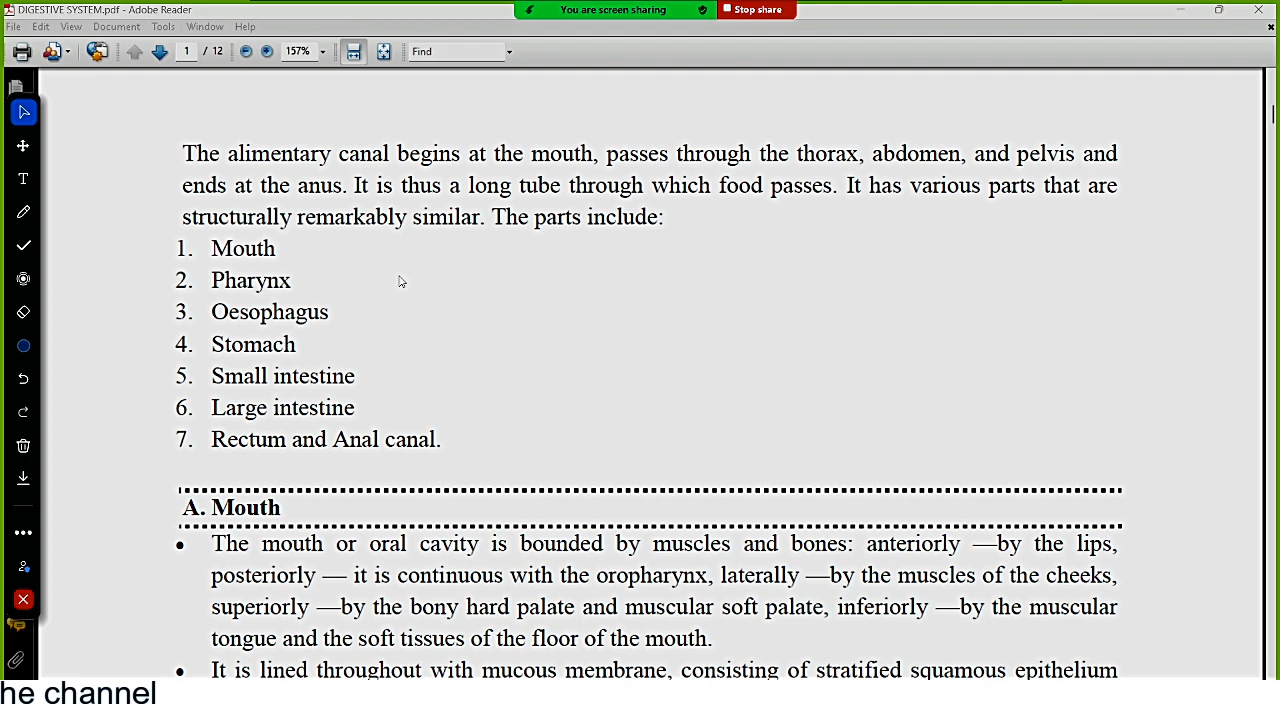 DIGESTIVE SYSTEM.pdf - Adobe Reader
You are screen sharing
Stop share
File Edit View Document Tools Window Help
1 / 12 157% Find
The alimentary canal begins at the mouth, passes through the thorax, abdomen, and pelvis and
ends at the anus. It is thus a long tube through which food passes. It has various parts that are
structurally remarkably similar. The parts include:
1. Mouth
2. Pharynx
3. Oesophagus
4. Stomach
5. Small intestine
6. Large intestine
7. Rectum and Anal canal.
A. Mouth
• The mouth or oral cavity is bounded by muscles and bones: anteriorly —by the lips,
posteriorly — it is continuous with the oropharynx, laterally —by the muscles of the cheeks,
superiorly —by the bony hard palate and muscular soft palate, inferiorly —by the muscular
tongue and the soft tissues of the floor of the mouth.
• It is lined throughout with mucous membrane, consisting of stratified squamous epithelium
he channel